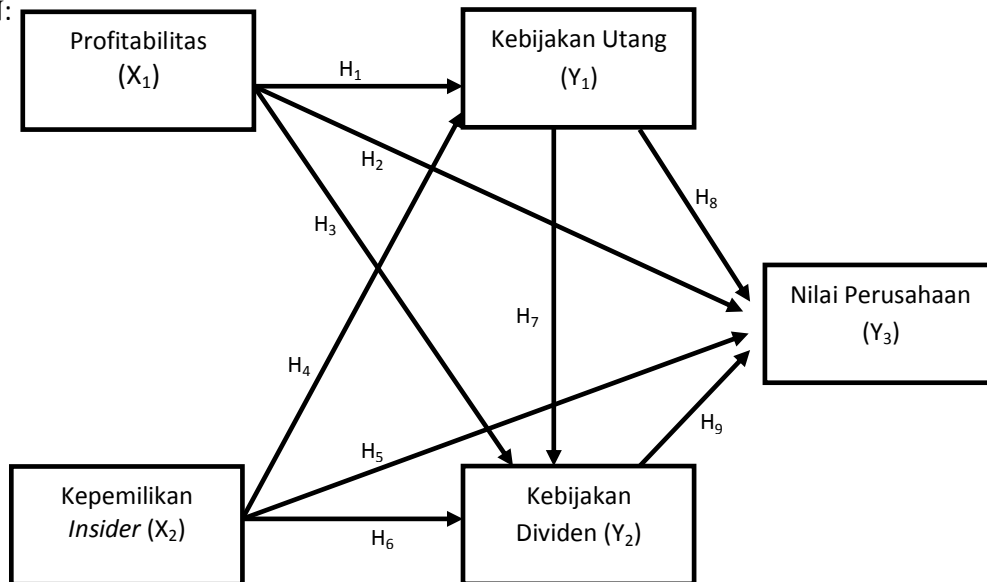 Profitabilitas
(X₁)
Kebijakan Utang
(Y₁)
H₁
H₂
H₃
H₈
Nilai Perusahaan
(Y₃)
H₇
H₄
H₅
H₉
Kepemilikan
Insider (X₂)
H₆
Kebijakan
Dividen (Y₂)